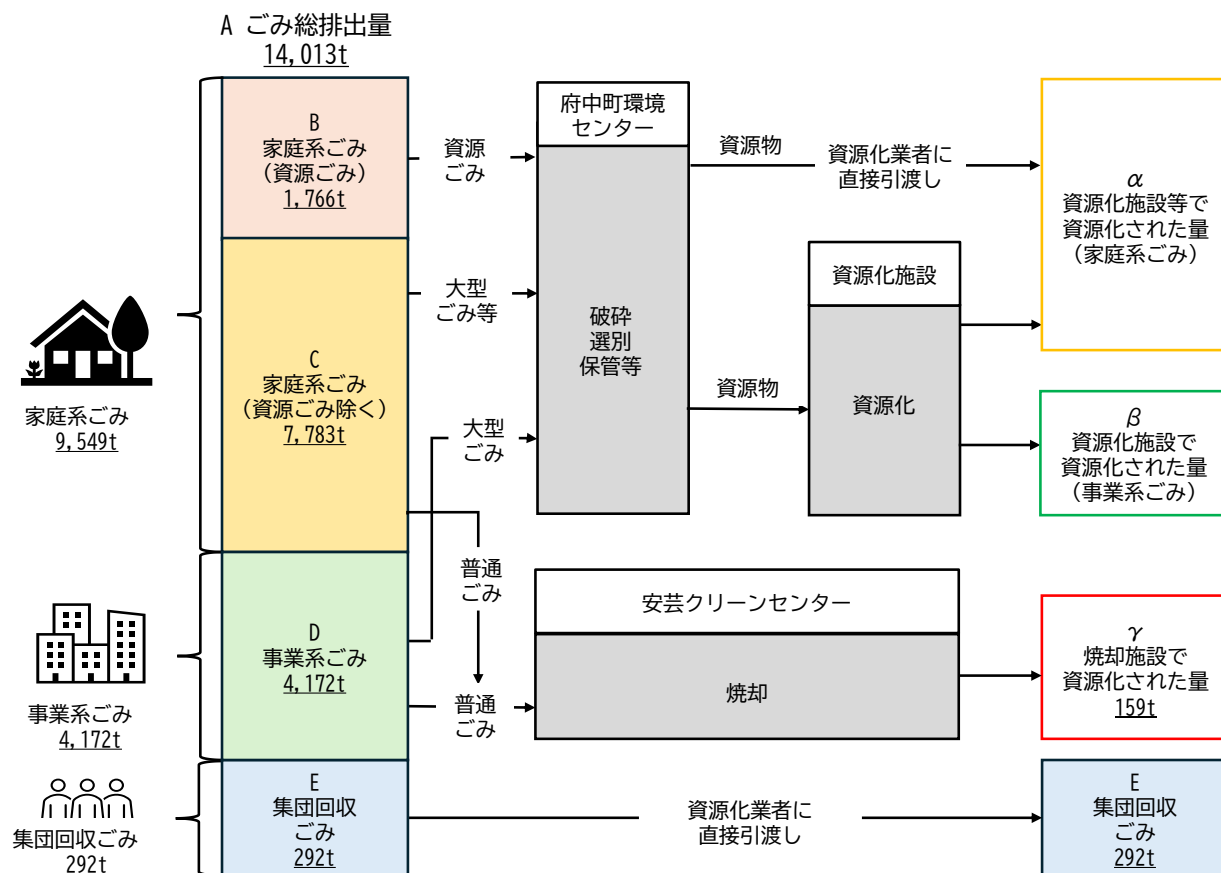 A ごみ総排出量
14,013t
B
家庭系ごみ
(資源ごみ)
1,766t
C
家庭系ごみ
(資源ごみ除く)
7,783t
D
事業系ごみ
4,172t
E
集団回収
ごみ
292t
家庭系ごみ
9,549t
事業系ごみ
4,172t
集団回収ごみ
292t
資源
ごみ
大型
ごみ等
大型
ごみ
普通
ごみ
普通
ごみ
府中町環境
センター
破砕
選別
保管等
資源物
資源化業者に
直接引渡し
資源物
資源化施設
資源化
安芸クリーンセンター
焼却
資源化業者に
直接引渡し
α
資源化施設等で
資源化された量
(家庭系ごみ)
β
資源化施設で
資源化された量
(事業系ごみ)
γ
焼却施設で
資源化された量
159t
E
集団回収
ごみ
292t